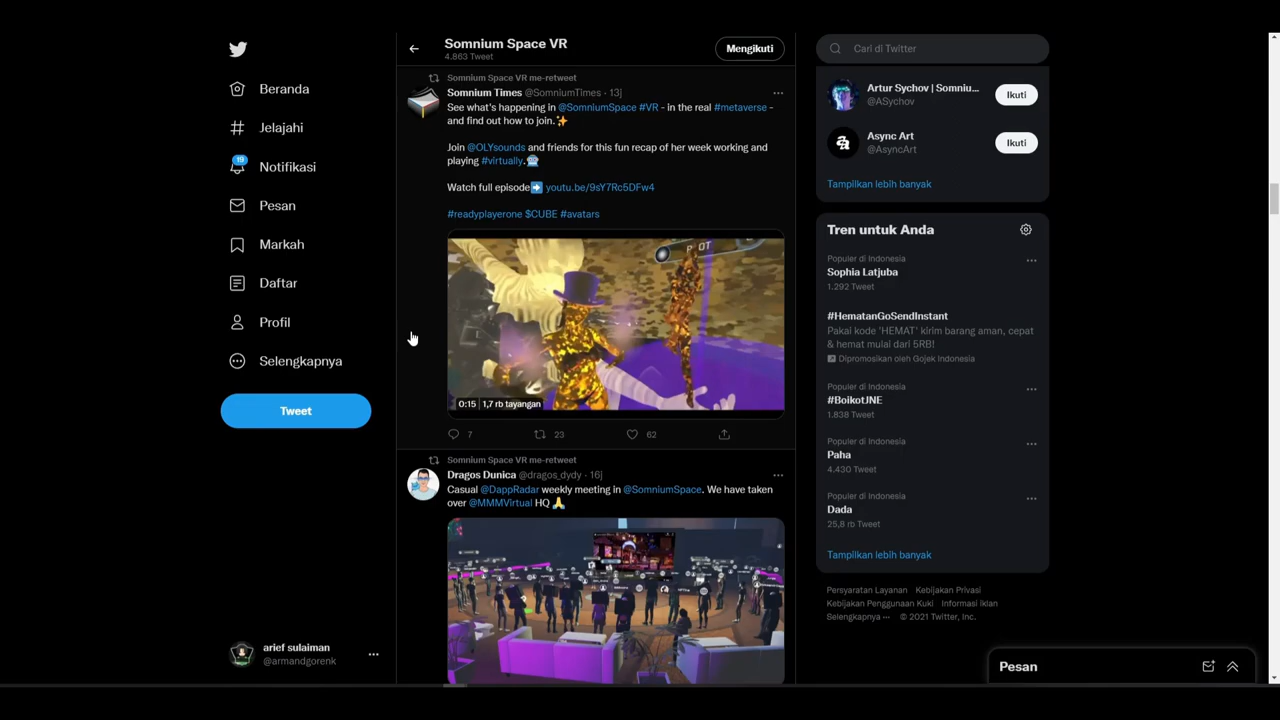 Beranda
Jelajahi
19
Notifikasi
Pesan
Markah
Daftar
Profil
Selengkapnya
Tweet
arief sulaiman
@armandgorenk
Somnium Space VR
4.863 Tweet
Mengikuti
Somnium Space VR me-retweet
Somnium Times @SomniumTimes · 13j
See what's happening in @SomniumSpace #VR - in the real #metaverse -
and find out how to join.✨
Join @OLYsounds and friends for this fun recap of her week working and
playing #virtually.
Watch full episode➡ youtu.be/9sY7Rc5DFw4
#readyplayerone $CUBE #avatars
0:15 1,7 rb tayangan
7 23 62
Somnium Space VR me-retweet
Dragos Dunica @dragos_dydy · 16j
Casual @DappRadar weekly meeting in @SomniumSpace. We have taken
over @MMMVirtual HQ 🙏
Cari di Twitter
Artur Sychov | Somniu...
@ASychov
Ikuti
Async Art
@AsyncArt
Ikuti
Tampilkan lebih banyak
Tren untuk Anda
Populer di Indonesia
Sophia Latjuba
1.292 Tweet
#HematanGoSendInstant
Pakai kode 'HEMAT' kirim barang aman, cepat
& hemat mulai dari 5RB!
Dipromosikan oleh Gojek Indonesia
Populer di Indonesia
#BoikotJNE
1.838 Tweet
Populer di Indonesia
Paha
4.430 Tweet
Populer di Indonesia
Dada
25,8 rb Tweet
Tampilkan lebih banyak
Persyaratan Layanan Kebijakan Privasi
Kebijakan Penggunaan Kuki Informasi Iklan
Selengkapnya ··· © 2021 Twitter, Inc.
Pesan